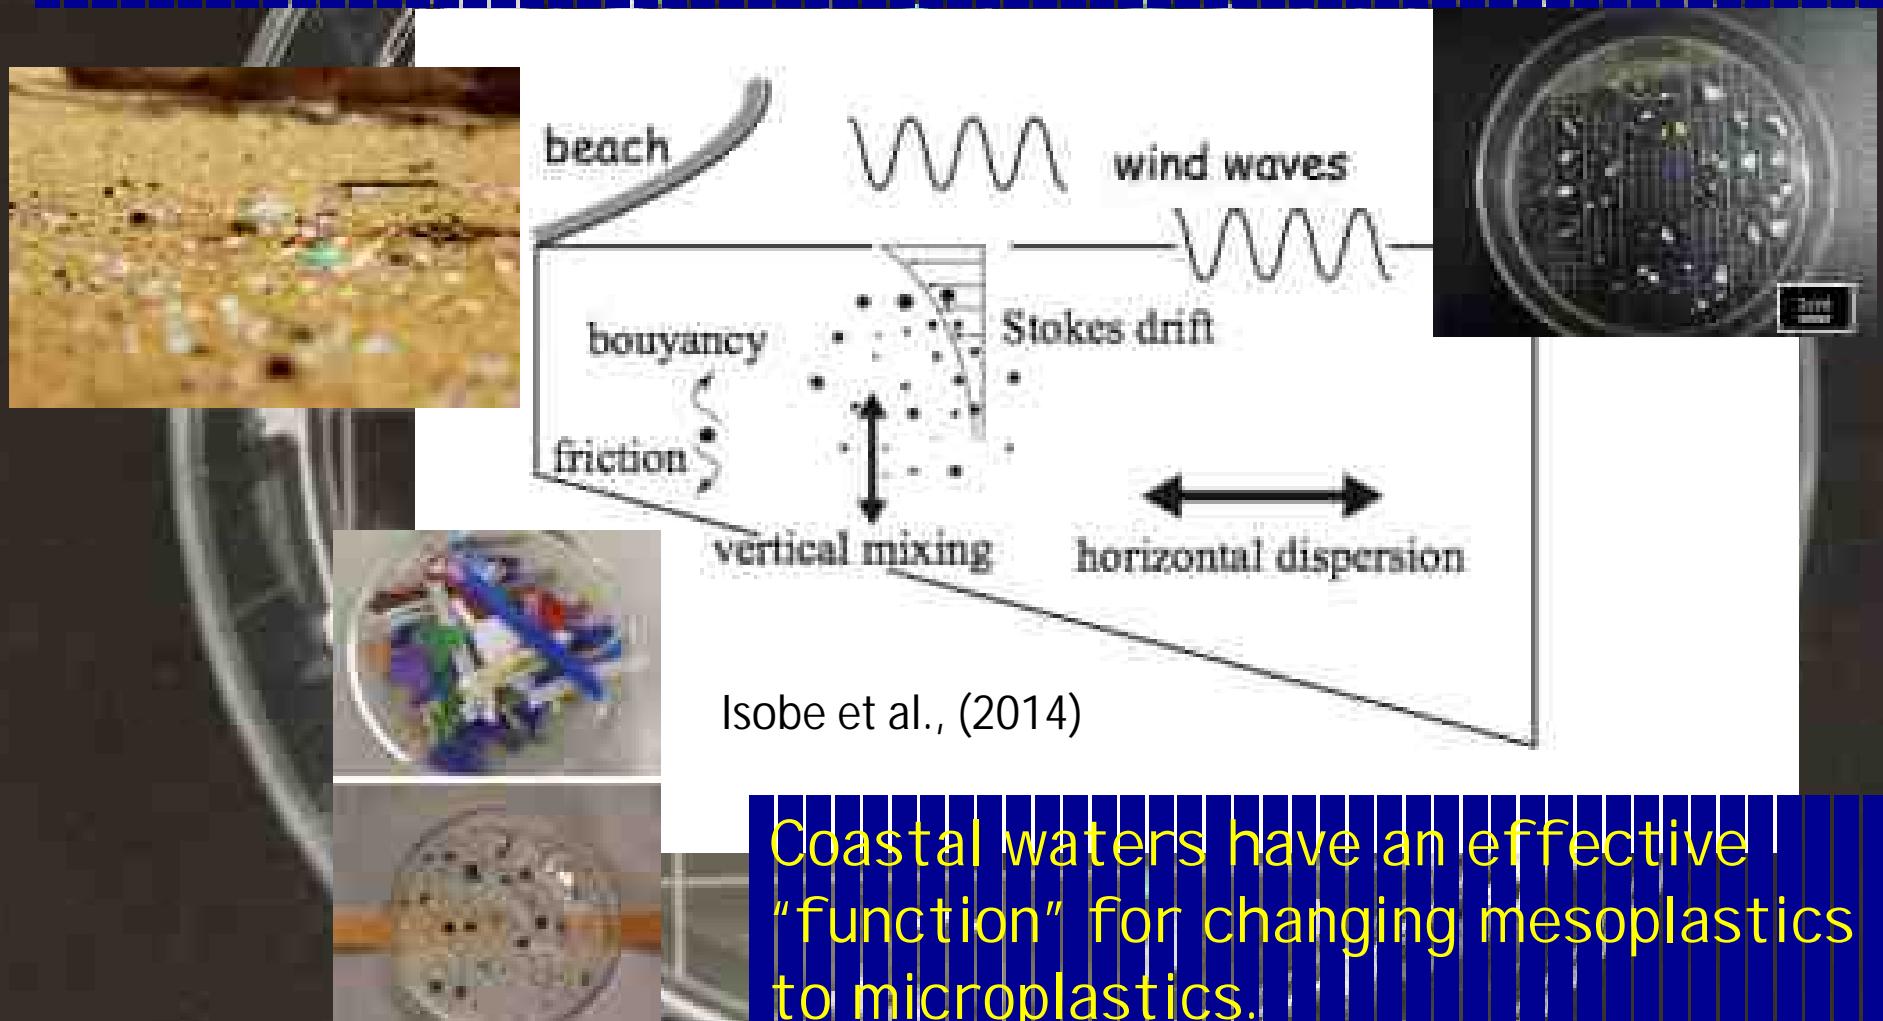 beach
wind waves
Stokes drift
bouyancy
friction
vertical mixing
horizontal dispersion
Isobe et al., (2014)
Coastal waters have an effective
“function” for changing mesoplastics
to microplastics.